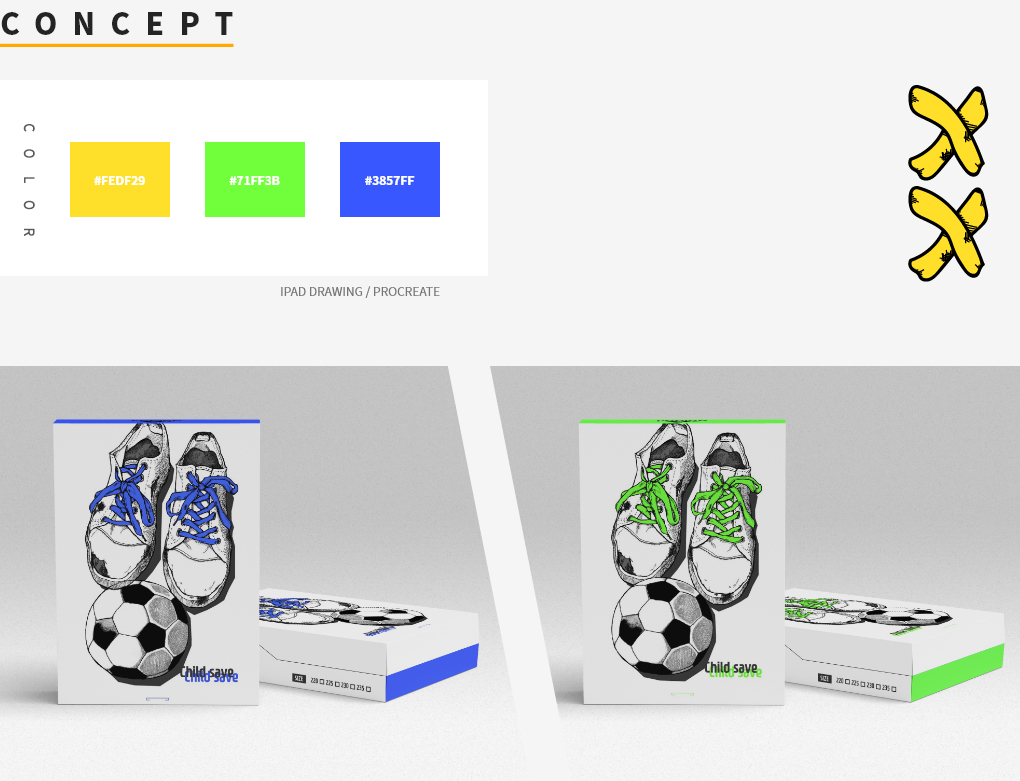 CONCEPT
COLOR
#FEDF29
#71FF3B
#3857FF
IPAD DRAWING / PROCREATE
Child save
Child save
SIZE 220 225 230 235
Child save
Child save
SIZE 220 225 230 235